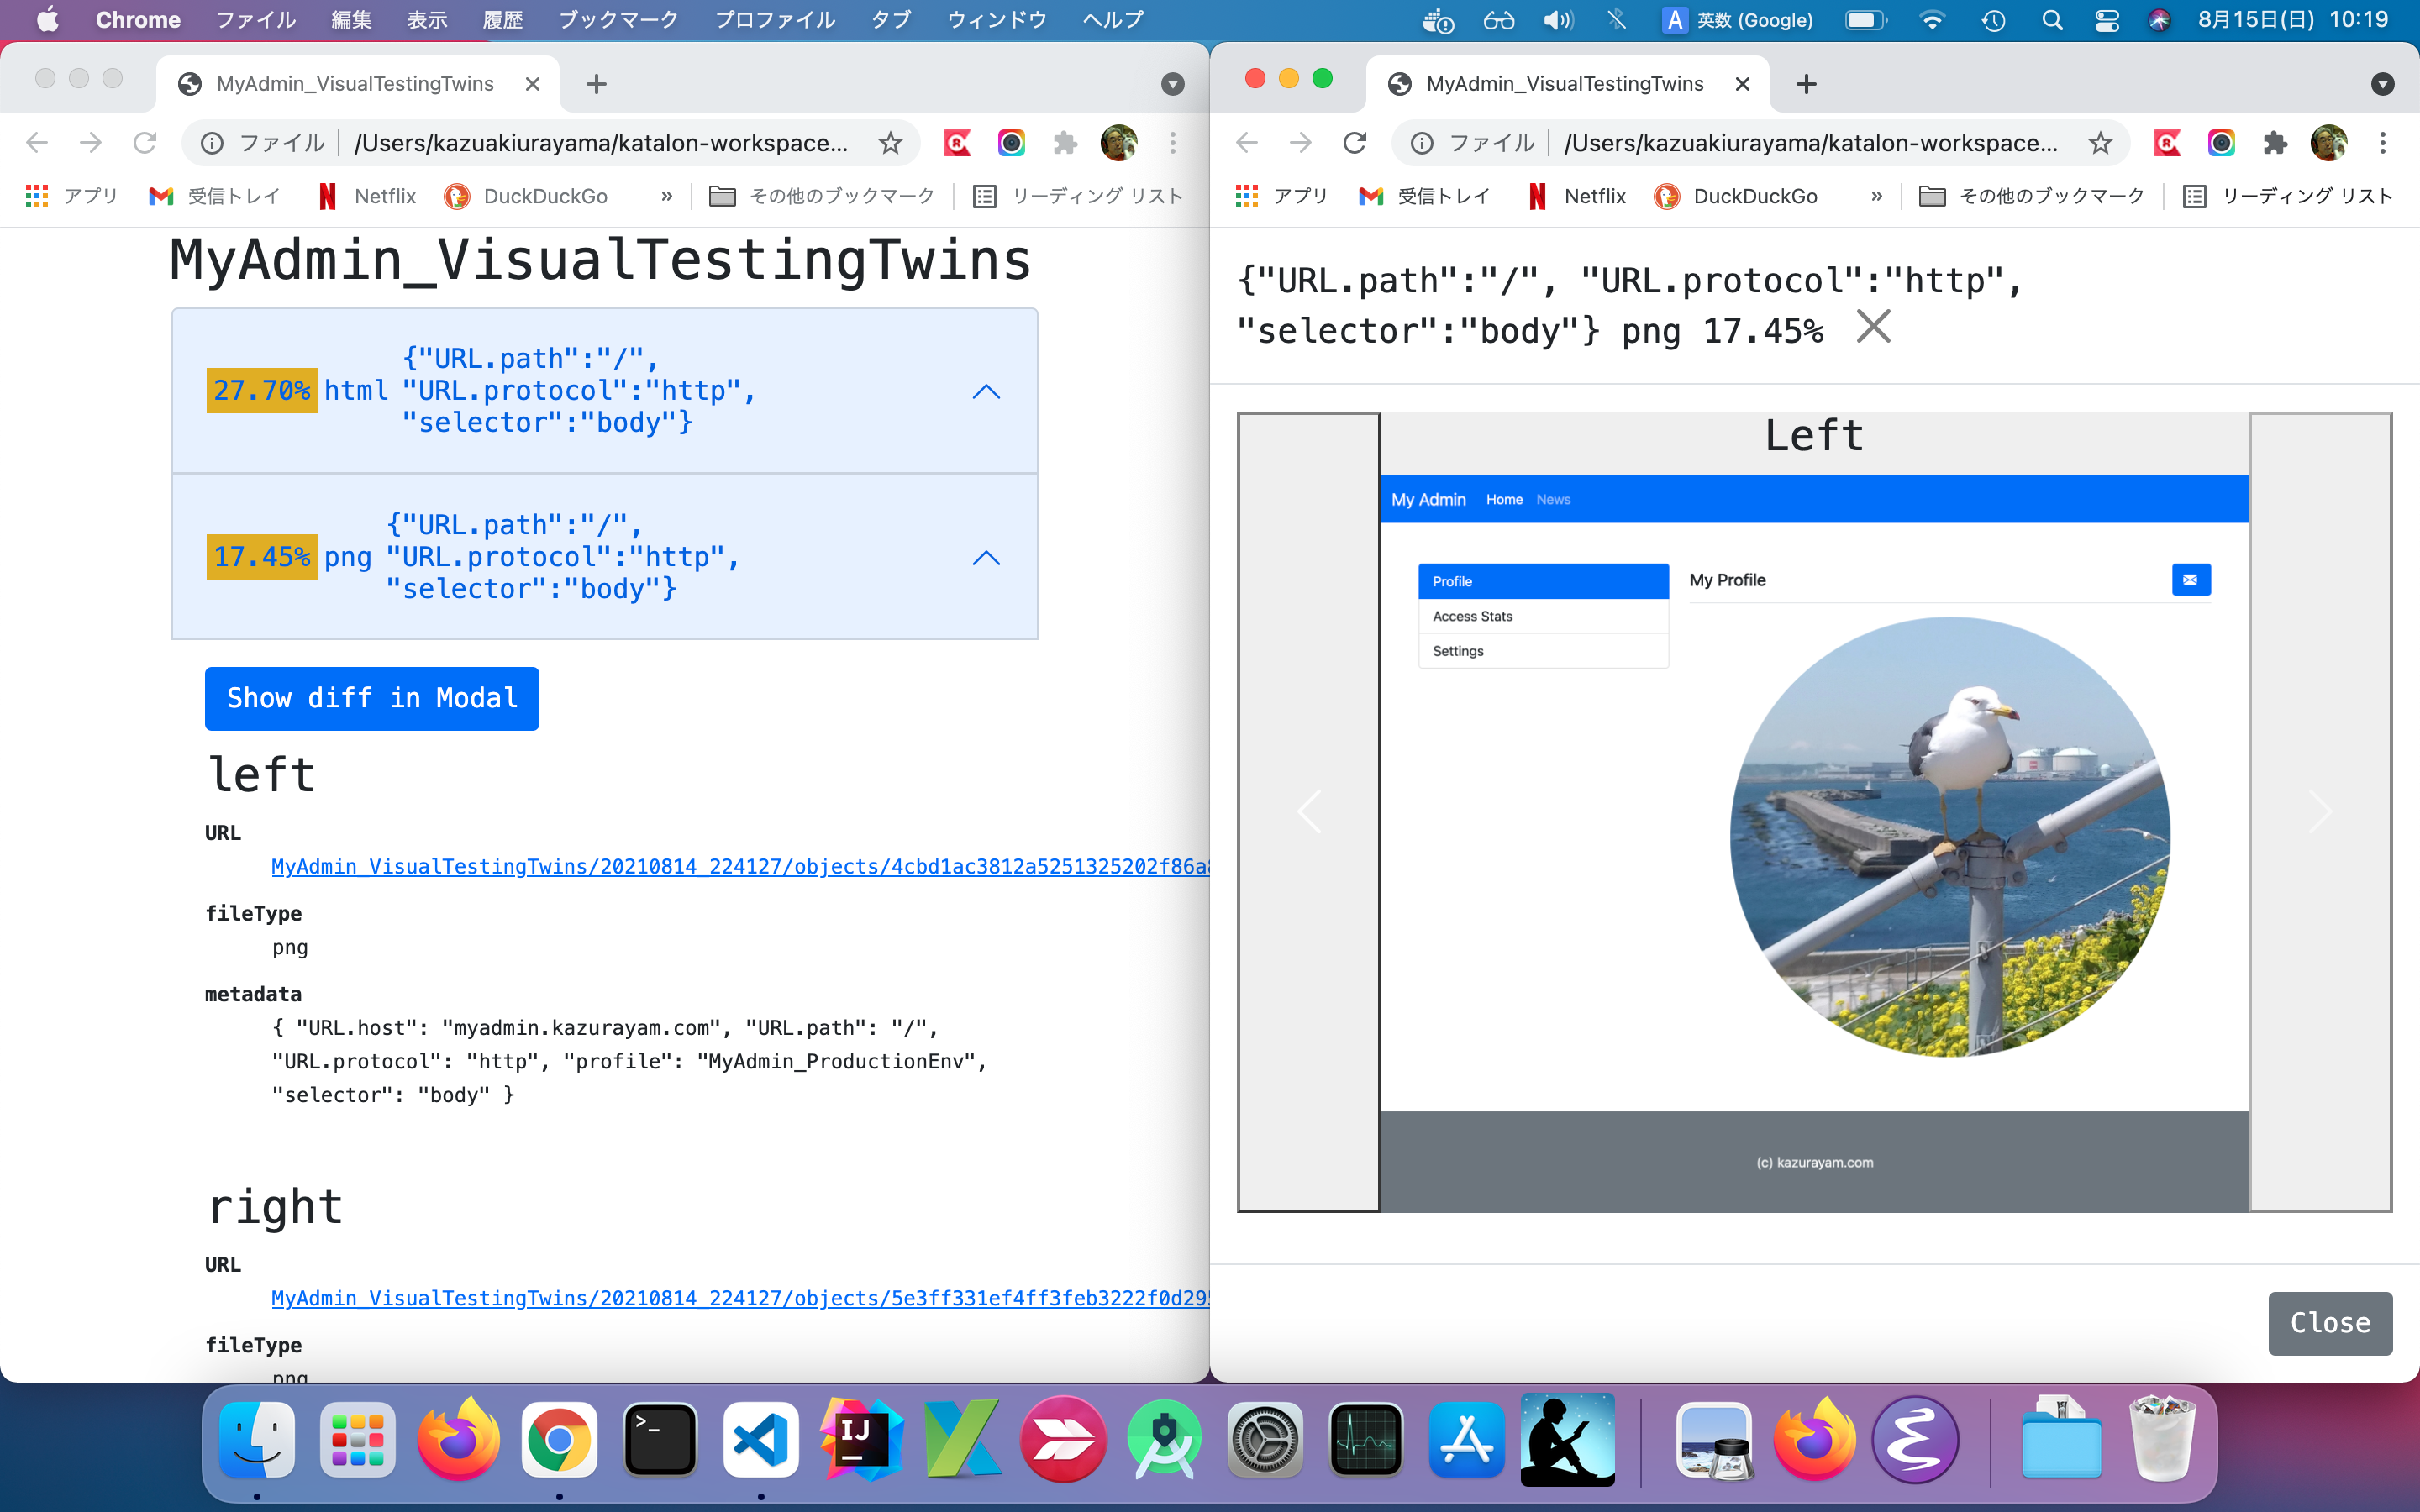 Chrome ファイル 編集 表示 履歴 ブックマーク プロファイル タブ ウィンドウ ヘルプ A 英数 (Google) 8月15日(日) 10:19
MyAdmin_VisualTestingTwins
ファイル /Users/kazuakiurayama/katalon-workspace...
アプリ 受信トレイ Netflix DuckDuckGo » その他のブックマーク リーディング リスト
MyAdmin_VisualTestingTwins
27.70% html {"URL.path":"/",
"URL.protocol":"http",
"selector":"body"}
17.45% png {"URL.path":"/",
"URL.protocol":"http",
"selector":"body"}
Show diff in Modal
left
URL
MyAdmin_VisualTestingTwins/20210814_224127/objects/4cbd1ac3812a5251325202f86a
fileType
png
metadata
{ "URL.host": "myadmin.kazurayam.com", "URL.path": "/",
"URL.protocol": "http", "profile": "MyAdmin_ProductionEnv",
"selector": "body" }
right
URL
MyAdmin_VisualTestingTwins/20210814_224127/objects/5e3ff331ef4ff3feb3222f0d29
fileType
png
MyAdmin_VisualTestingTwins
ファイル /Users/kazuakiurayama/katalon-workspace...
アプリ 受信トレイ Netflix DuckDuckGo » その他のブックマーク リーディング リスト
{"URL.path":"/", "URL.protocol":"http",
"selector":"body"} png 17.45%
Left
My Admin Home News
Profile
Access Stats
Settings
My Profile
(c) kazurayam.com
Close
IJ